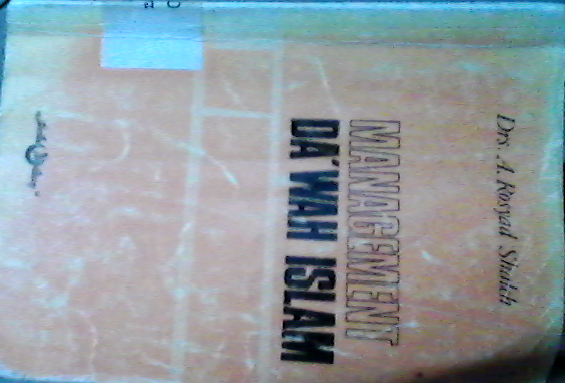 Drs. A. Rosyad Shaleh
MANAGEMENT
DA'WAH ISLAM